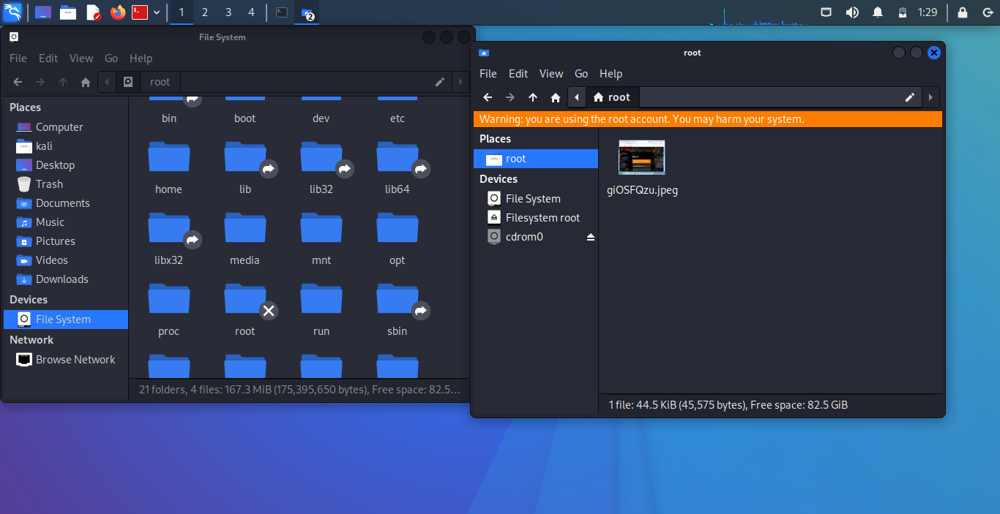 1 2 3 4
2
1:29
File System
File Edit View Go Help
root
Places
Computer
kali
Desktop
Trash
Documents
Music
Pictures
Videos
Downloads
Devices
File System
Network
Browse Network
bin boot dev etc
home lib lib32 lib64
libx32 media mnt opt
proc root run sbin
21 folders, 4 files: 167.3 MiB (175,395,650 bytes), Free space: 82.5…
root
File Edit View Go Help
root
Warning: you are using the root account. You may harm your system.
Places
root
Devices
File System
Filesystem root
cdrom0
giOSFQzu.jpeg
1 file: 44.5 KiB (45,575 bytes), Free space: 82.5 GiB